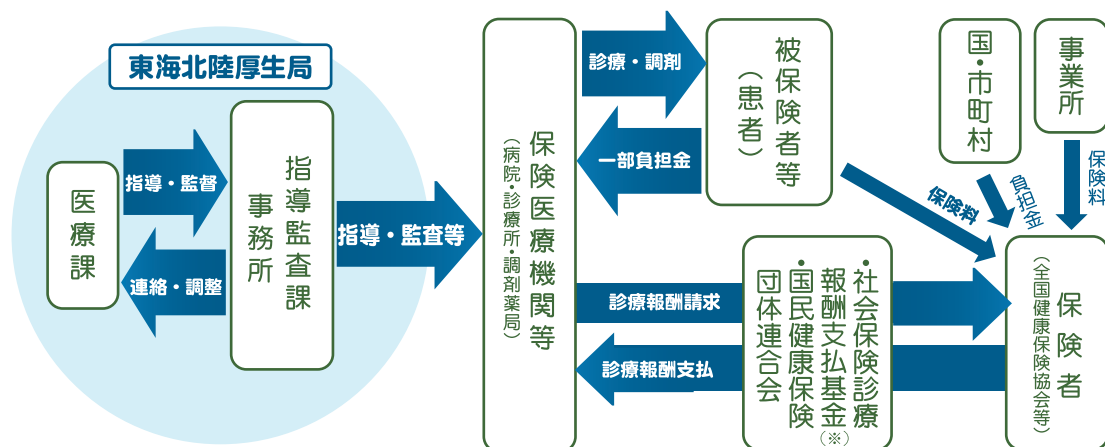 東海北陸厚生局
医療課
指導・監督
連絡・調整
指導監査課
事務所
指導・監査等
保険医療機関等
（病院・診療所・調剤薬局）
診療・調剤
一部負担金
被保険者等
（患者）
国・市町村
事業所
保険料
負担金
保険料
診療報酬請求
診療報酬支払
・社会保険診療
報酬支払基金（※）
・国民健康保険
団体連合会
保険者
（全国健康保険協会等）